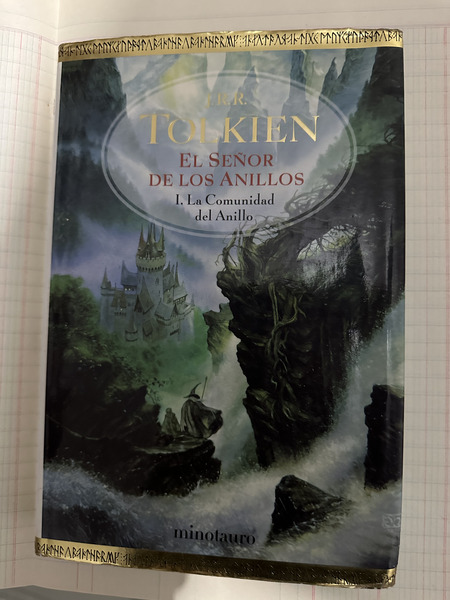 J.R.R.
TOLKIEN
EL SEÑOR
DE LOS ANILLOS
I. La Comunidad
del Anillo
minotauro